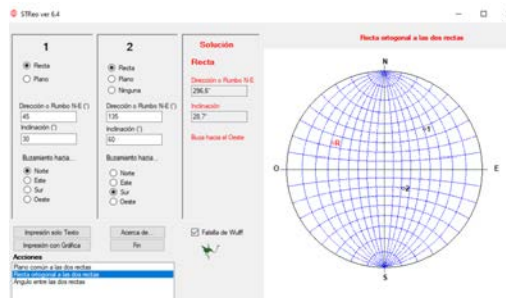 STReo ver 6.4
1
Recta
Plano
Dirección o Rumbo N-E (°)
45
Inclinación (°)
30
Buzamiento hacia...
Norte
Este
Sur
Oeste
2
Recta
Plano
Ninguna
Dirección o Rumbo N-E (°)
135
Inclinación (°)
60
Buzamiento hacia...
Norte
Este
Sur
Oeste
Solución
Recta
Dirección o Rumbo N-E
296,6°
Inclinación
28,7°
Buza hacia el Oeste
Impresión solo Texto
Impresión con Gráfica
Acerca de...
Fin
Falsilla de Wulff
Acciones
Plano común a las dos rectas
Recta ortogonal a las dos rectas
Angulo entre las dos rectas
Recta ortogonal a las dos rectas
N
1
R
O
E
2
S